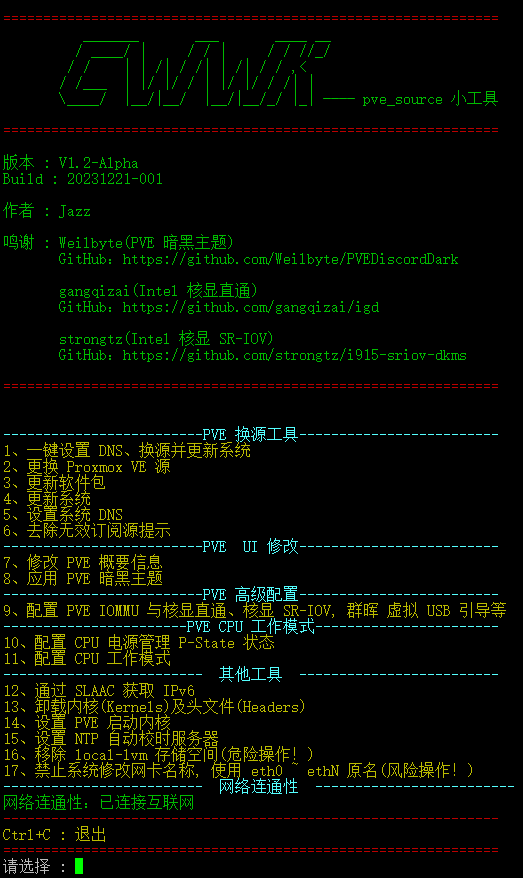 CWWK
———— pve_source 小工具
版本 : V1.2-Alpha
Build : 20231221-001
作者 : Jazz
鸣谢 : Weilbyte(PVE 暗黑主题)
GitHub: https://github.com/Weilbyte/PVEDiscordDark
gangqizai(Intel 核显直通)
GitHub: https://github.com/gangqizai/igd
strongtz(Intel 核显 SR-IOV)
GitHub: https://github.com/strongtz/i915-sriov-dkms
PVE 换源工具
1、一键设置 DNS、换源并更新系统
2、更换 Proxmox VE 源
3、更新软件包
4、更新系统
5、设置系统 DNS
6、去除无效订阅源提示
PVE UI 修改
7、修改 PVE 概要信息
8、应用 PVE 暗黑主题
PVE 高级配置
9、配置 PVE IOMMU 与核显直通、核显 SR-IOV, 群晖 虚拟 USB 引导等
PVE CPU 工作模式
10、配置 CPU 电源管理 P-State 状态
11、配置 CPU 工作模式
其他工具
12、通过 SLAAC 获取 IPv6
13、卸载内核(Kernels)及头文件(Headers)
14、设置 PVE 启动内核
15、设置 NTP 自动校时服务器
16、移除 local-lvm 存储空间(危险操作! )
17、禁止系统修改网卡名称, 使用 eth0 ~ ethN 原名(风险操作! )
网络连通性
网络连通性: 已连接互联网
Ctrl+C : 退出
请选择 :